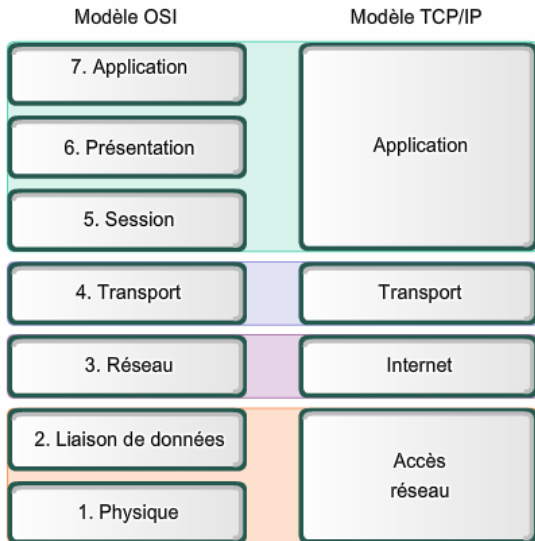 Modèle OSI
Modèle TCP/IP
7. Application
6. Présentation
5. Session
4. Transport
3. Réseau
2. Liaison de données
1. Physique
Application
Transport
Internet
Accès
réseau